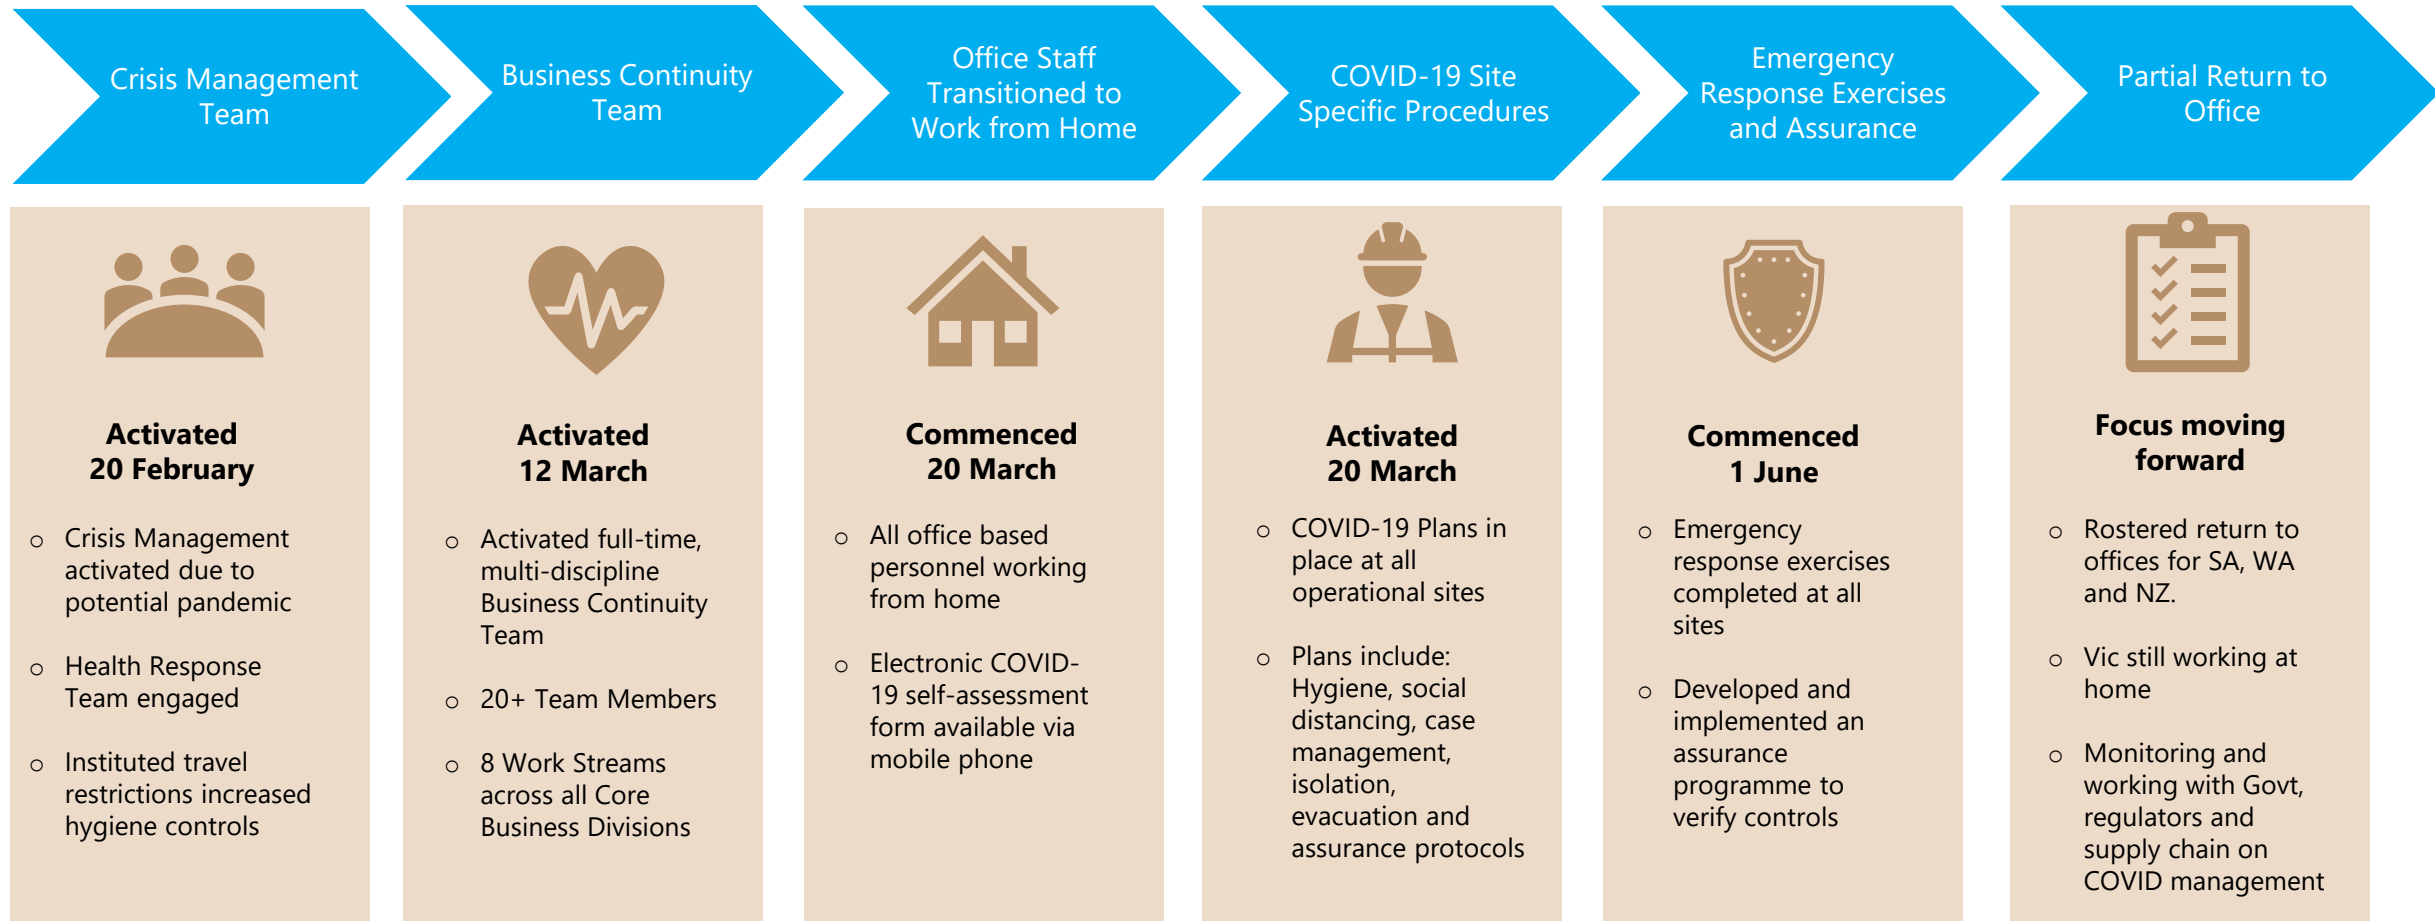 Crisis Management
Team
Business Continuity
Team
Office Staff
Transitioned to
Work from Home
COVID-19 Site
Specific Procedures
Emergency
Response Exercises
and Assurance
Partial Return to
Office
Activated
20 February
o Crisis Management
activated due to
potential pandemic
o Health Response
Team engaged
o Instituted travel
restrictions increased
hygiene controls
Activated
12 March
o Activated full-time,
multi-discipline
Business Continuity
Team
o 20+ Team Members
o 8 Work Streams
across all Core
Business Divisions
Commenced
20 March
o All office based
personnel working
from home
o Electronic COVID-
19 self-assessment
form available via
mobile phone
Activated
20 March
o COVID-19 Plans in
place at all
operational sites
o Plans include:
Hygiene, social
distancing, case
management,
isolation,
evacuation and
assurance protocols
Commenced
1 June
o Emergency
response exercises
completed at all
sites
o Developed and
implemented an
assurance
programme to
verify controls
Focus moving
forward
o Rostered return to
offices for SA, WA
and NZ.
o Vic still working at
home
o Monitoring and
working with Govt,
regulators and
supply chain on
COVID management